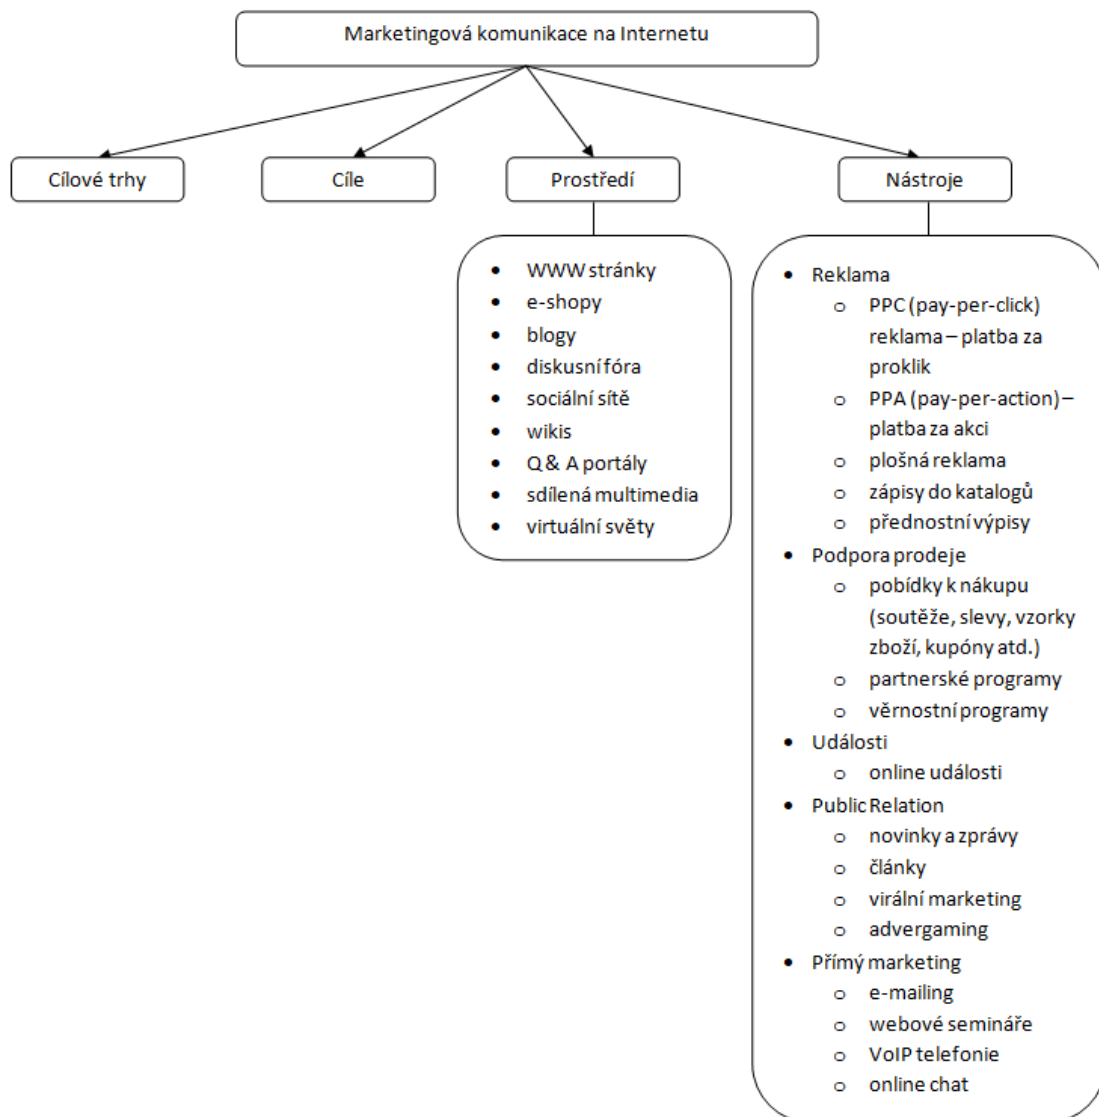 Marketingová komunikace na Internetu
Cílové trhy
Cíle
Prostředí
Nástroje
• WWW stránky
• e-shopy
• blogy
• diskusní fóra
• sociální sítě
• wikis
• Q & A portály
• sdílená multimedia
• virtuální světy
• Reklama
o PPC (pay-per-click)
reklama – platba za
proklik
o PPA (pay-per-action) –
platba za akci
o plošná reklama
o zápisy do katalogů
o přednostní výpisy
• Podpora prodeje
o pobídky k nákupu
(soutěže, slevy, vzorky
zboží, kupóny atd.)
o partnerské programy
o věrnostní programy
• Události
o online události
• Public Relation
o novinky a zprávy
o články
o virální marketing
o advergaming
• Přímý marketing
o e-mailing
o webové semináře
o VoIP telefonie
o online chat